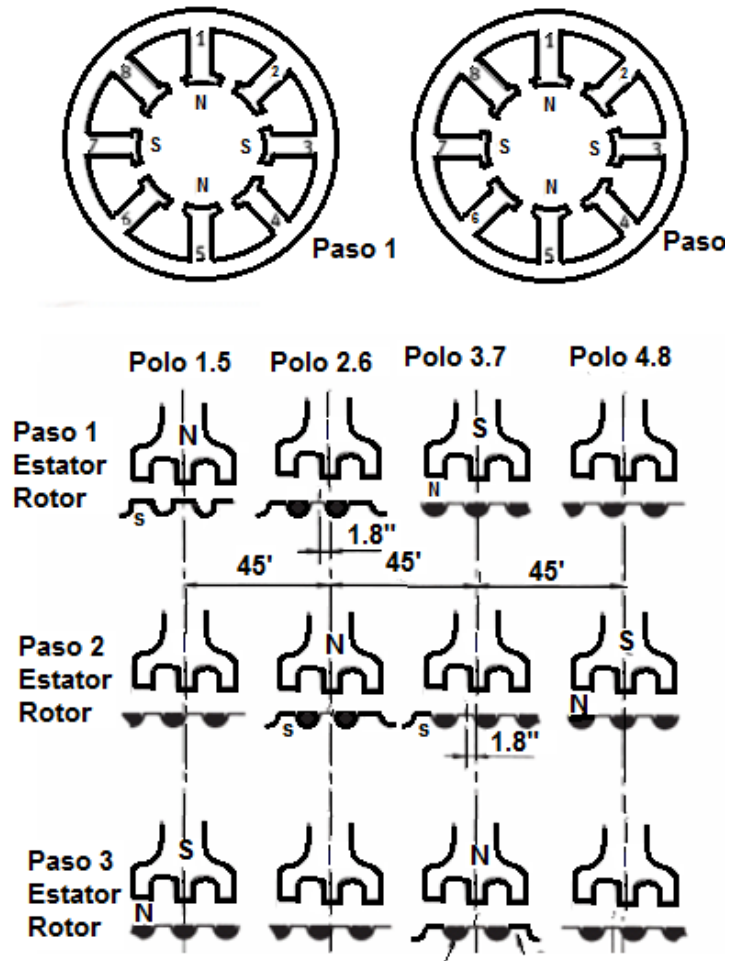 1
8
2
N
7
S
S
3
N
6
4
5
Paso 1
1
8
2
N
7
S
S
3
N
6
4
5
Paso
Polo 1.5 Polo 2.6 Polo 3.7 Polo 4.8
Paso 1
Estator
Rotor
N
S
S
N
1.8"
45' 45' 45'
Paso 2
Estator
Rotor
N
S
S
S
N
1.8"
Paso 3
Estator
Rotor
S
N
N